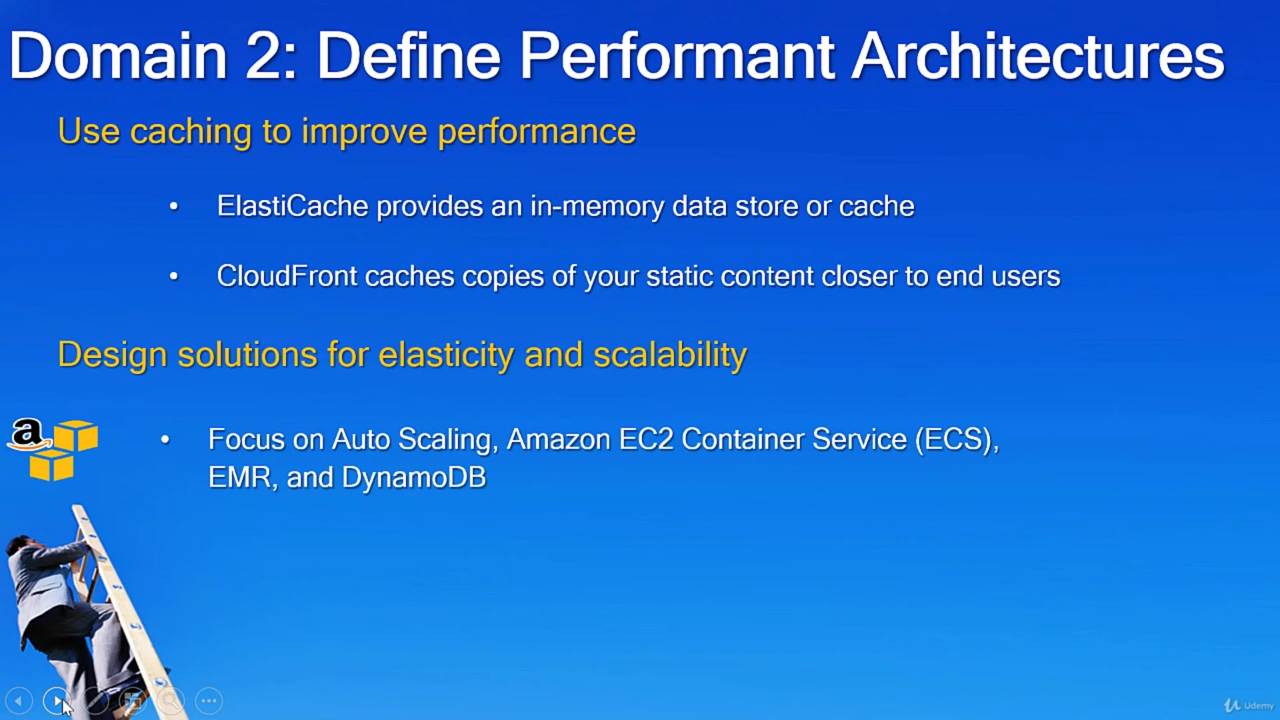 Domain 2: Define Performant Architectures
Use caching to improve performance
• ElastiCache provides an in-memory data store or cache
• CloudFront caches copies of your static content closer to end users
Design solutions for elasticity and scalability
a
• Focus on Auto Scaling, Amazon EC2 Container Service (ECS),
EMR, and DynamoDB
Udemy